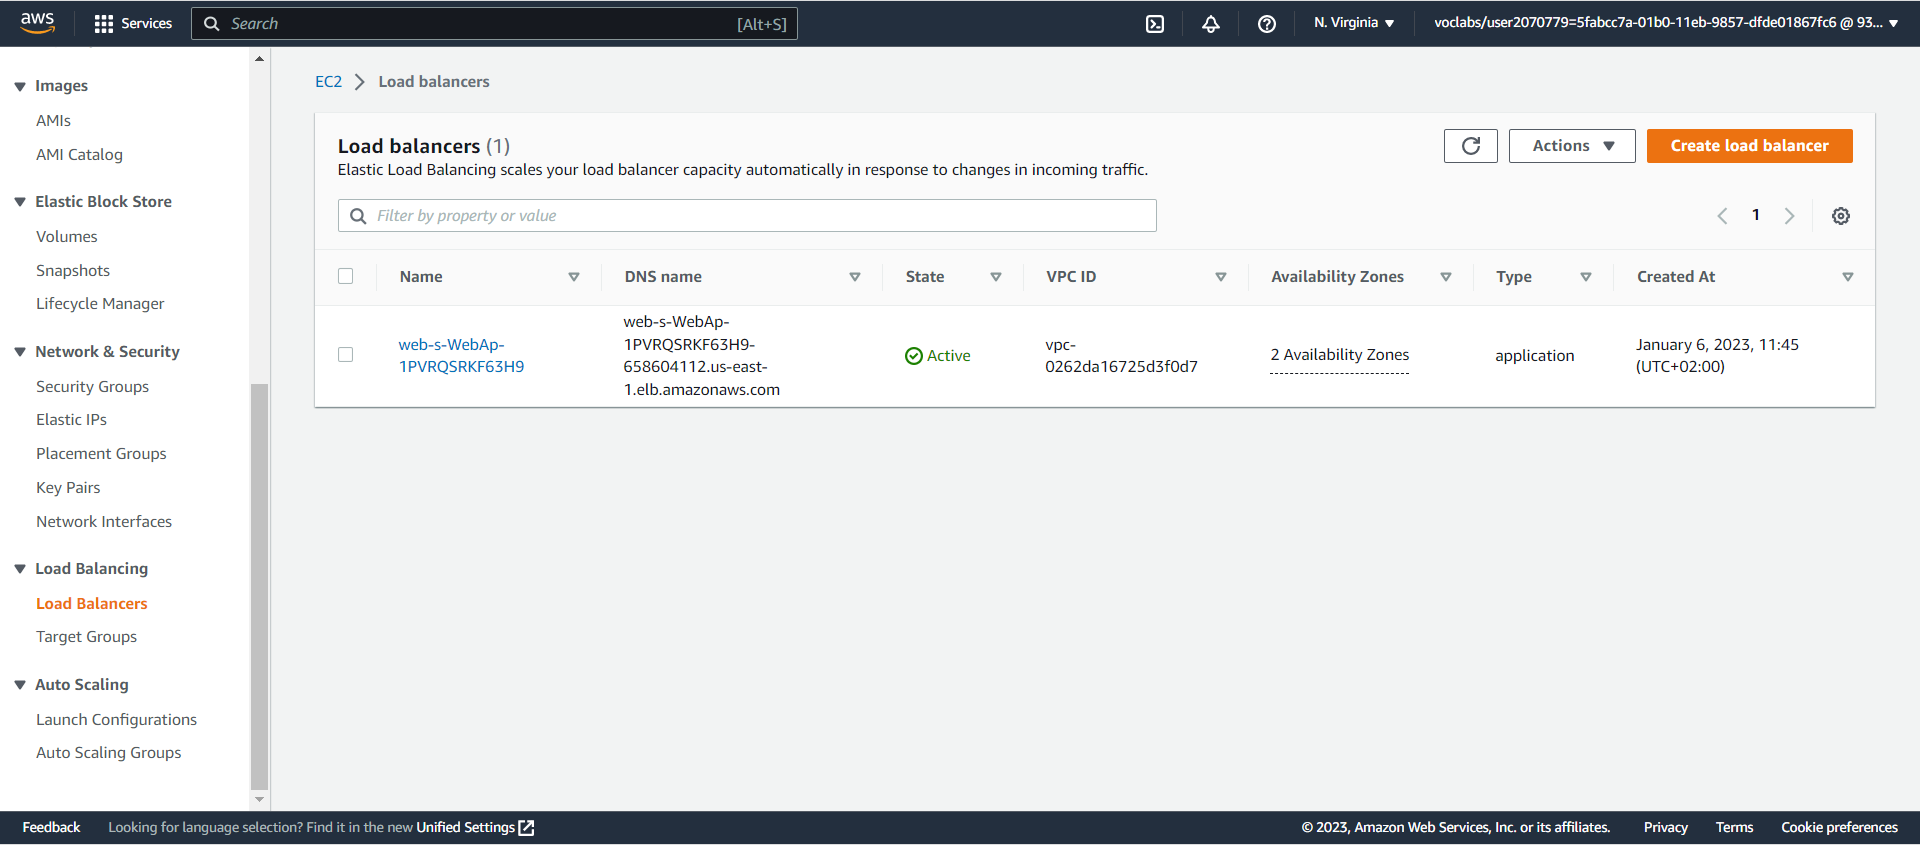 aws
Services
Search
[Alt+S]
N. Virginia
voclabs/user2070779=5fabcc7a-01b0-11eb-9857-dfde01867fc6 @ 93...
Images
AMIs
AMI Catalog
Elastic Block Store
Volumes
Snapshots
Lifecycle Manager
Network & Security
Security Groups
Elastic IPs
Placement Groups
Key Pairs
Network Interfaces
Load Balancing
Load Balancers
Target Groups
Auto Scaling
Launch Configurations
Auto Scaling Groups
EC2 > Load balancers
Load balancers (1)
Elastic Load Balancing scales your load balancer capacity automatically in response to changes in incoming traffic.
Actions
Create load balancer
Filter by property or value
1
Name
DNS name
State
VPC ID
Availability Zones
Type
Created At
web-s-WebAp-
1PVRQSRKF63H9
web-s-WebAp-
1PVRQSRKF63H9-
658604112.us-east-
1.elb.amazonaws.com
Active
vpc-
0262da16725d3f0d7
2 Availability Zones
application
January 6, 2023, 11:45
(UTC+02:00)
Feedback
Looking for language selection? Find it in the new Unified Settings
© 2023, Amazon Web Services, Inc. or its affiliates.
Privacy
Terms
Cookie preferences